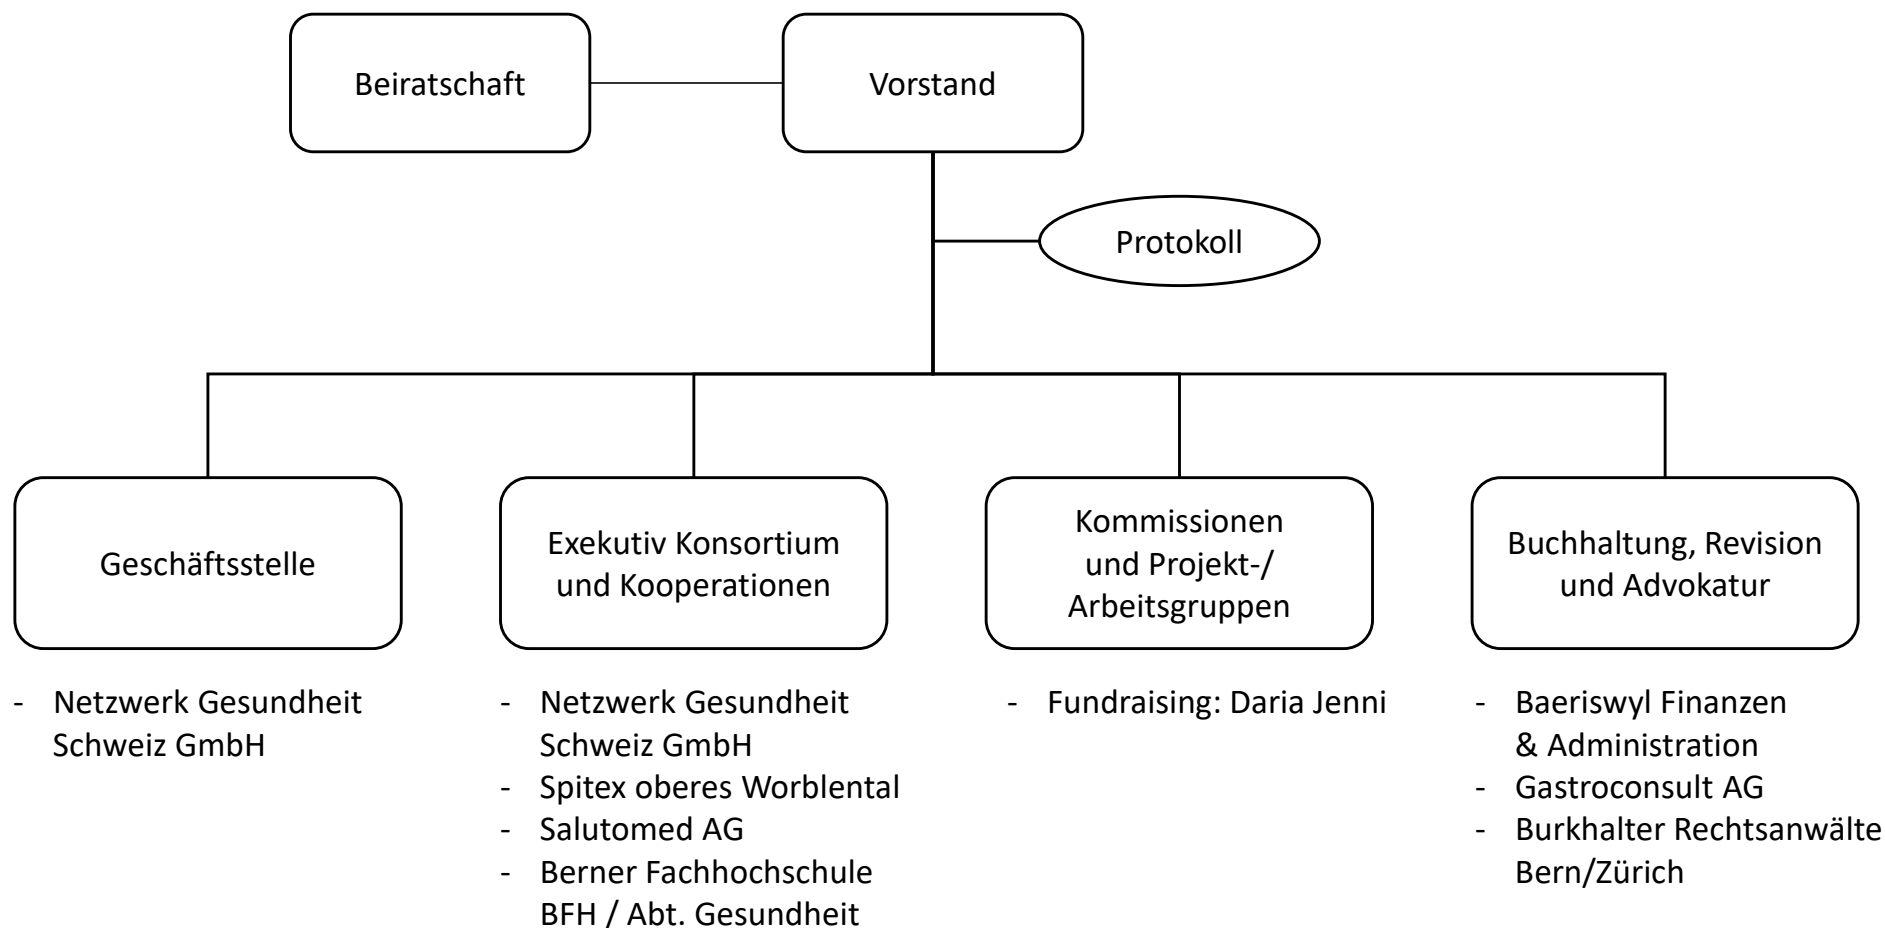 Beiratschaft
Vorstand
Protokoll
Geschäftsstelle
Exekutiv Konsortium
und Kooperationen
Kommissionen
und Projekt-/
Arbeitsgruppen
Buchhaltung, Revision
und Advokatur
- Netzwerk Gesundheit
Schweiz GmbH
- Netzwerk Gesundheit
Schweiz GmbH
- Spitex oberes Worblental
- Salutomed AG
- Berner Fachhochschule
BFH / Abt. Gesundheit
- Fundraising: Daria Jenni
- Baeriswyl Finanzen
& Administration
- Gastroconsult AG
- Burkhalter Rechtsanwälte
Bern/Zürich